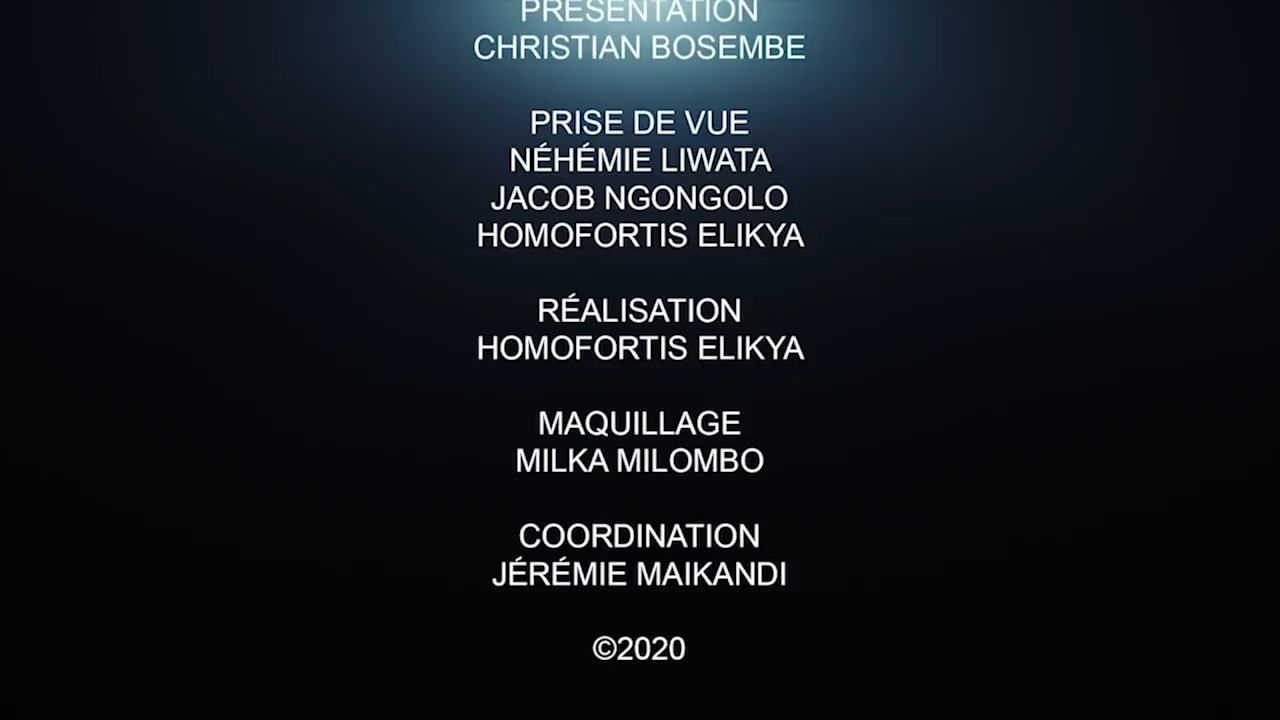 PRÉSENTATION
CHRISTIAN BOSEMBE
PRISE DE VUE
NÉHÉMIE LIWATA
JACOB NGONGOLO
HOMOFORTIS ELIKYA
RÉALISATION
HOMOFORTIS ELIKYA
MAQUILLAGE
MILKA MILOMBO
COORDINATION
JÉRÉMIE MAIKANDI
©2020